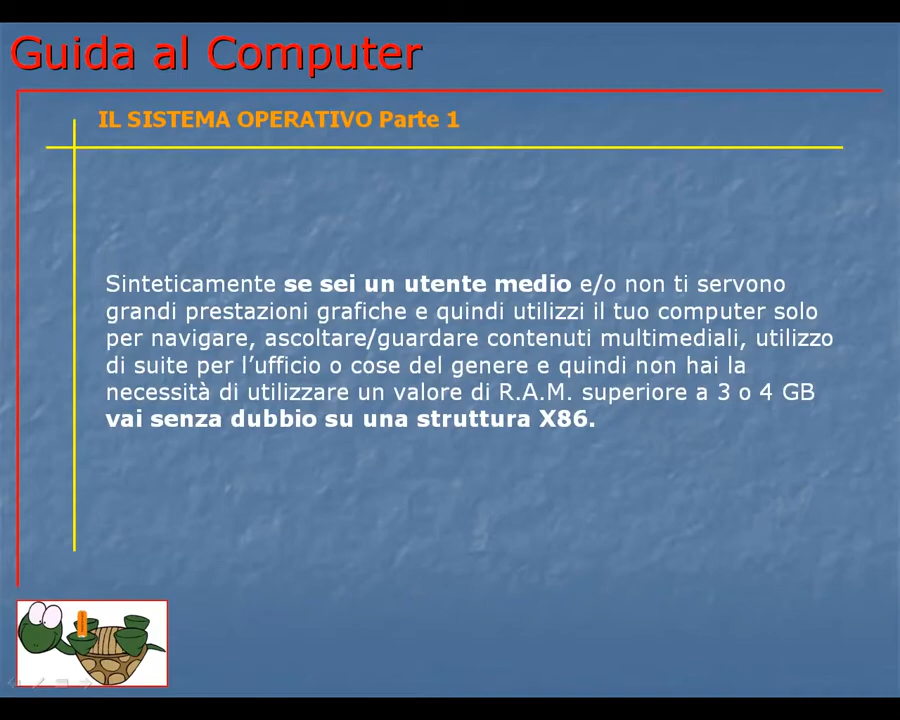 Guida al Computer
IL SISTEMA OPERATIVO Parte 1
Sinteticamente se sei un utente medio e/o non ti servono
grandi prestazioni grafiche e quindi utilizzi il tuo computer solo
per navigare, ascoltare/guardare contenuti multimediali, utilizzo
di suite per l’ufficio o cose del genere e quindi non hai la
necessità di utilizzare un valore di R.A.M. superiore a 3 o 4 GB
vai senza dubbio su una struttura X86.